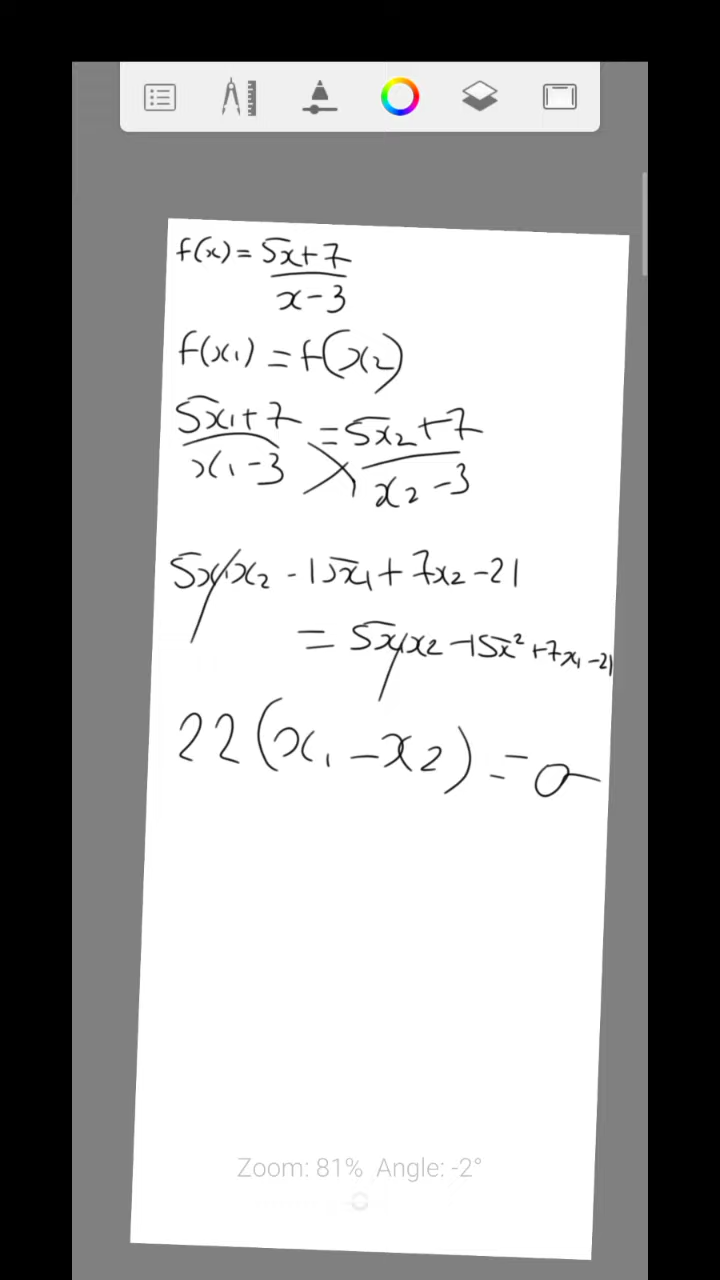 f(x) = 5x+7
x-3
f(x₁) = f(x₂)
5x₁+7 = 5x₂+7
x₁-3 x₂-3
5x₁x₂ - 15x₁ + 7x₂ - 21
= 5x₁x₂ - 15x² + 7x₁ - 21
22(x₁ - x₂) = 0
Zoom: 81% Angle: -2°